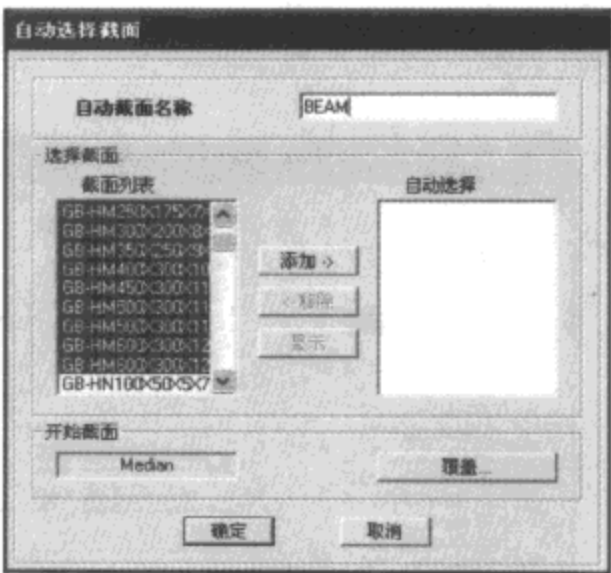 自动选择截面
自动截面名称
BEAM
选择截面
截面列表
自动选择
GB-HM250X175X7
GB-HM300X200X8
GB-HM350X250X9
GB-HM400X300X10
GB-HM450X300X11
GB-HM500X300X11
GB-HM500X300X11
GB-HM600X300X12
GB-HM600X300X12
GB-HN100X50X5X7
添加->
<-移除
显示
开始截面
Median
覆盖...
确定
取消